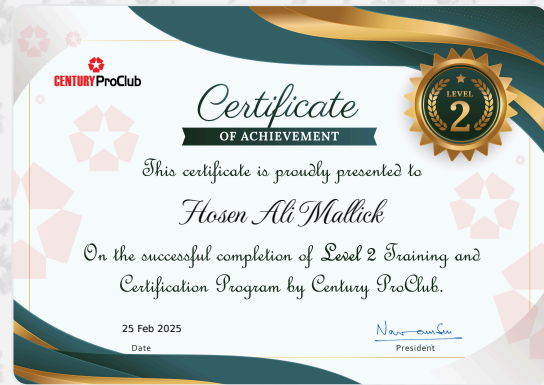 CENTURY ProClub
Certificate
OF ACHIEVEMENT
LEVEL
2
This certificate is proudly presented to
Hosen Ali Mallick
On the successful completion of Level 2 Training and
Certification Program by Century ProClub.
25 Feb 2025
Date
President